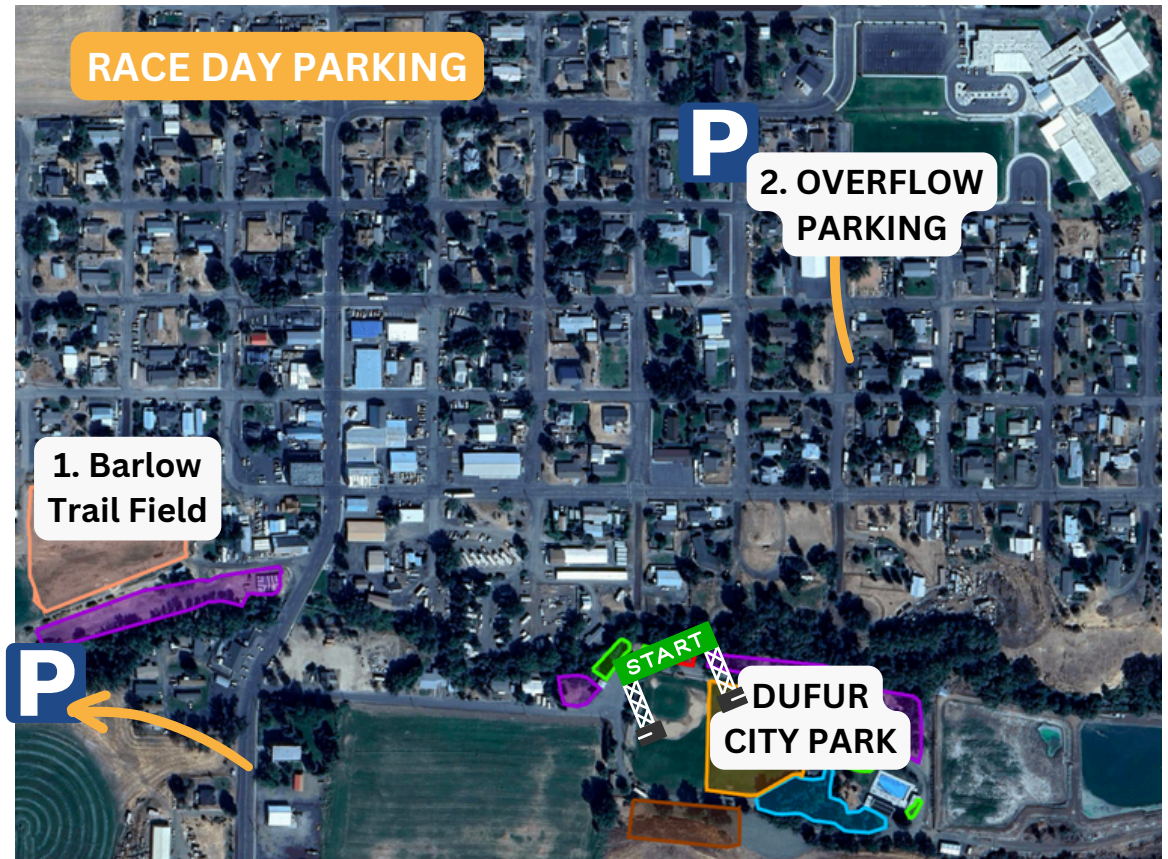 RACE DAY PARKING
P
2. OVERFLOW
PARKING
1. Barlow
Trail Field
P
START
DUFUR
CITY PARK